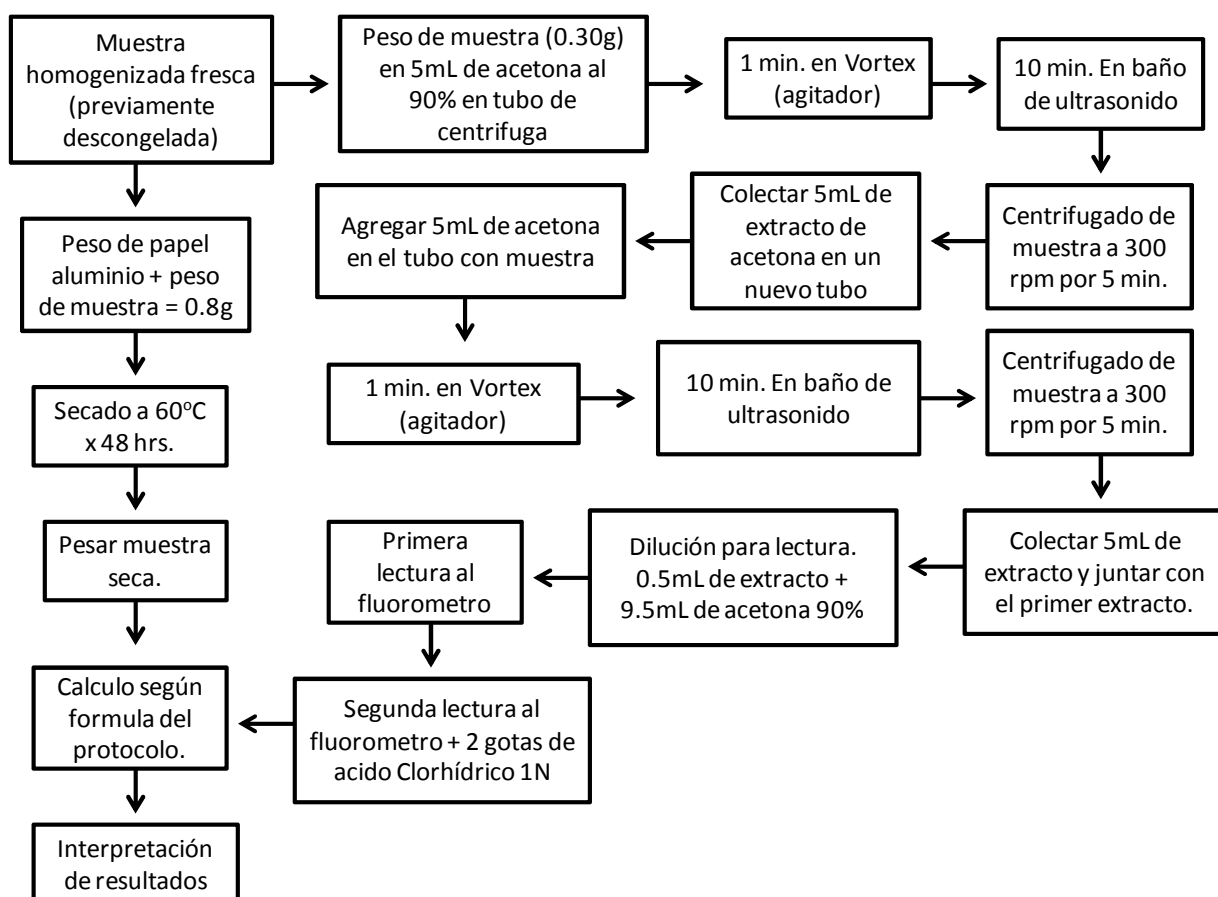 Muestra
homogenizada fresca
(previamente
descongelada)
Peso de muestra (0.30g)
en 5mL de acetona al
90% en tubo de
centrifuga
1 min. en Vortex
(agitador)
10 min. En baño
de ultrasonido
Centrifugado de
muestra a 300
rpm por 5 min.
Colectar 5mL de
extracto de
acetona en un
nuevo tubo
Agregar 5mL de acetona
en el tubo con muestra
1 min. en Vortex
(agitador)
10 min. En baño de
ultrasonido
Centrifugado de
muestra a 300
rpm por 5 min.
Colectar 5mL de
extracto y juntar con
el primer extracto.
Dilución para lectura.
0.5mL de extracto +
9.5mL de acetona 90%
Primera
lectura al
fluorometro
Segunda lectura al
fluorometro + 2 gotas de
acido Clorhídrico 1N
Peso de papel
aluminio + peso
de muestra = 0.8g
Secado a 60°C
x 48 hrs.
Pesar muestra
seca.
Calculo según
formula del
protocolo.
Interpretación
de resultados